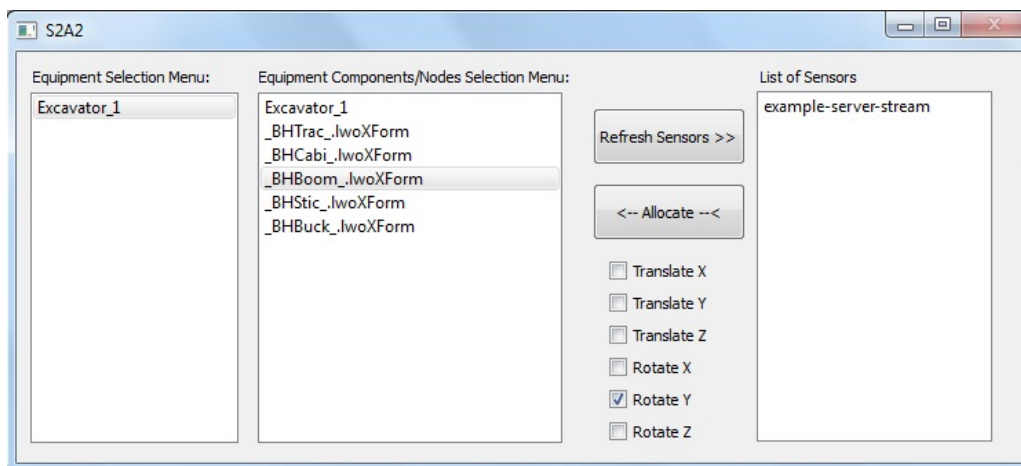 S2A2
Equipment Selection Menu:
Excavator_1
Equipment Components/Nodes Selection Menu:
Excavator_1
_BHTrac_.lwoXForm
_BHCabi_.lwoXForm
_BHBoom_.lwoXForm
_BHStic_.lwoXForm
_BHBuck_.lwoXForm
Refresh Sensors >>
<-- Allocate --<
Translate X
Translate Y
Translate Z
Rotate X
Rotate Y
Rotate Z
List of Sensors
example-server-stream